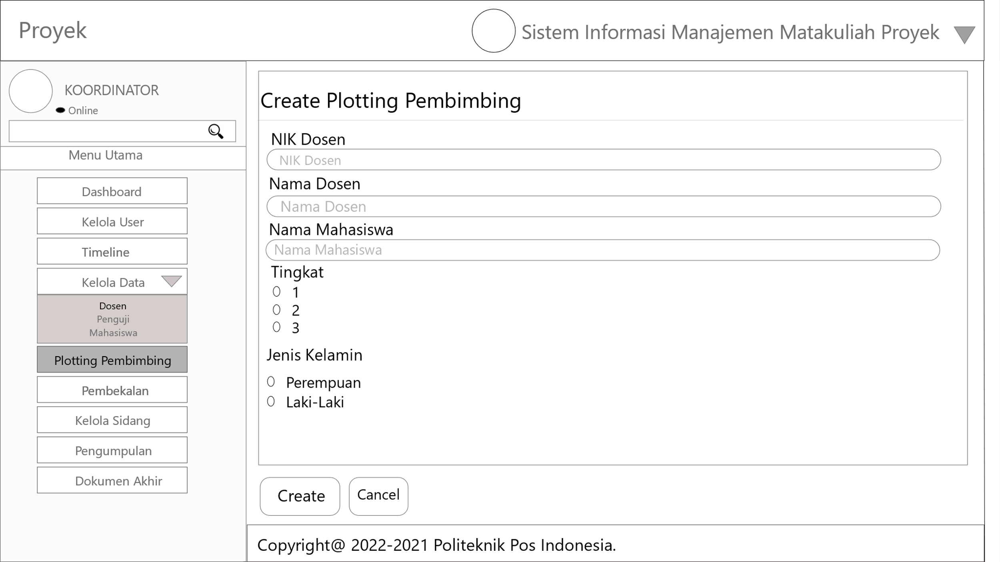 Proyek
Sistem Informasi Manajemen Matakuliah Proyek
KOORDINATOR
Online
Menu Utama
Dashboard
Kelola User
Timeline
Kelola Data
Dosen
Penguji
Mahasiswa
Plotting Pembimbing
Pembekalan
Kelola Sidang
Pengumpulan
Dokumen Akhir
Create Plotting Pembimbing
NIK Dosen
NIK Dosen
Nama Dosen
Nama Dosen
Nama Mahasiswa
Nama Mahasiswa
Tingkat
1
2
3
Jenis Kelamin
Perempuan
Laki-Laki
Create
Cancel
Copyright@ 2022-2021 Politeknik Pos Indonesia.